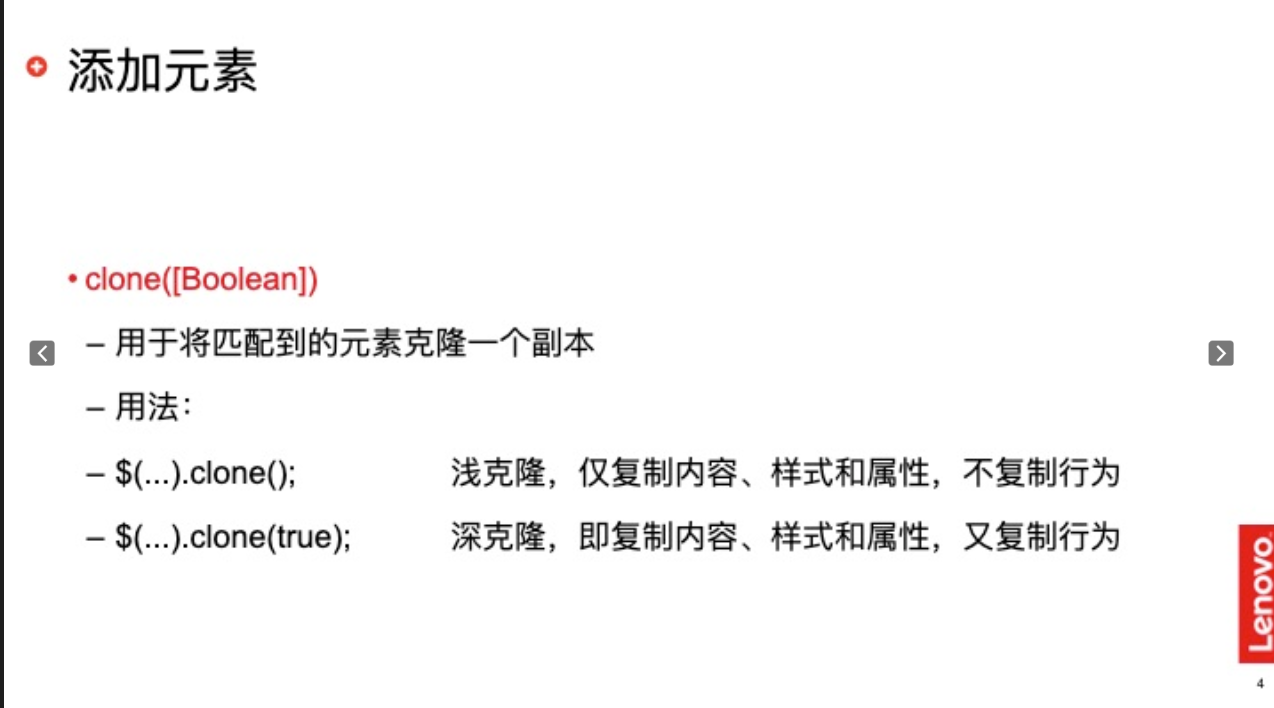 添加元素
• clone([Boolean])
– 用于将匹配到的元素克隆一个副本
– 用法：
– $(...).clone(); 浅克隆，仅复制内容、样式和属性，不复制行为
– $(...).clone(true); 深克隆，即复制内容、样式和属性，又复制行为
Lenovo
4